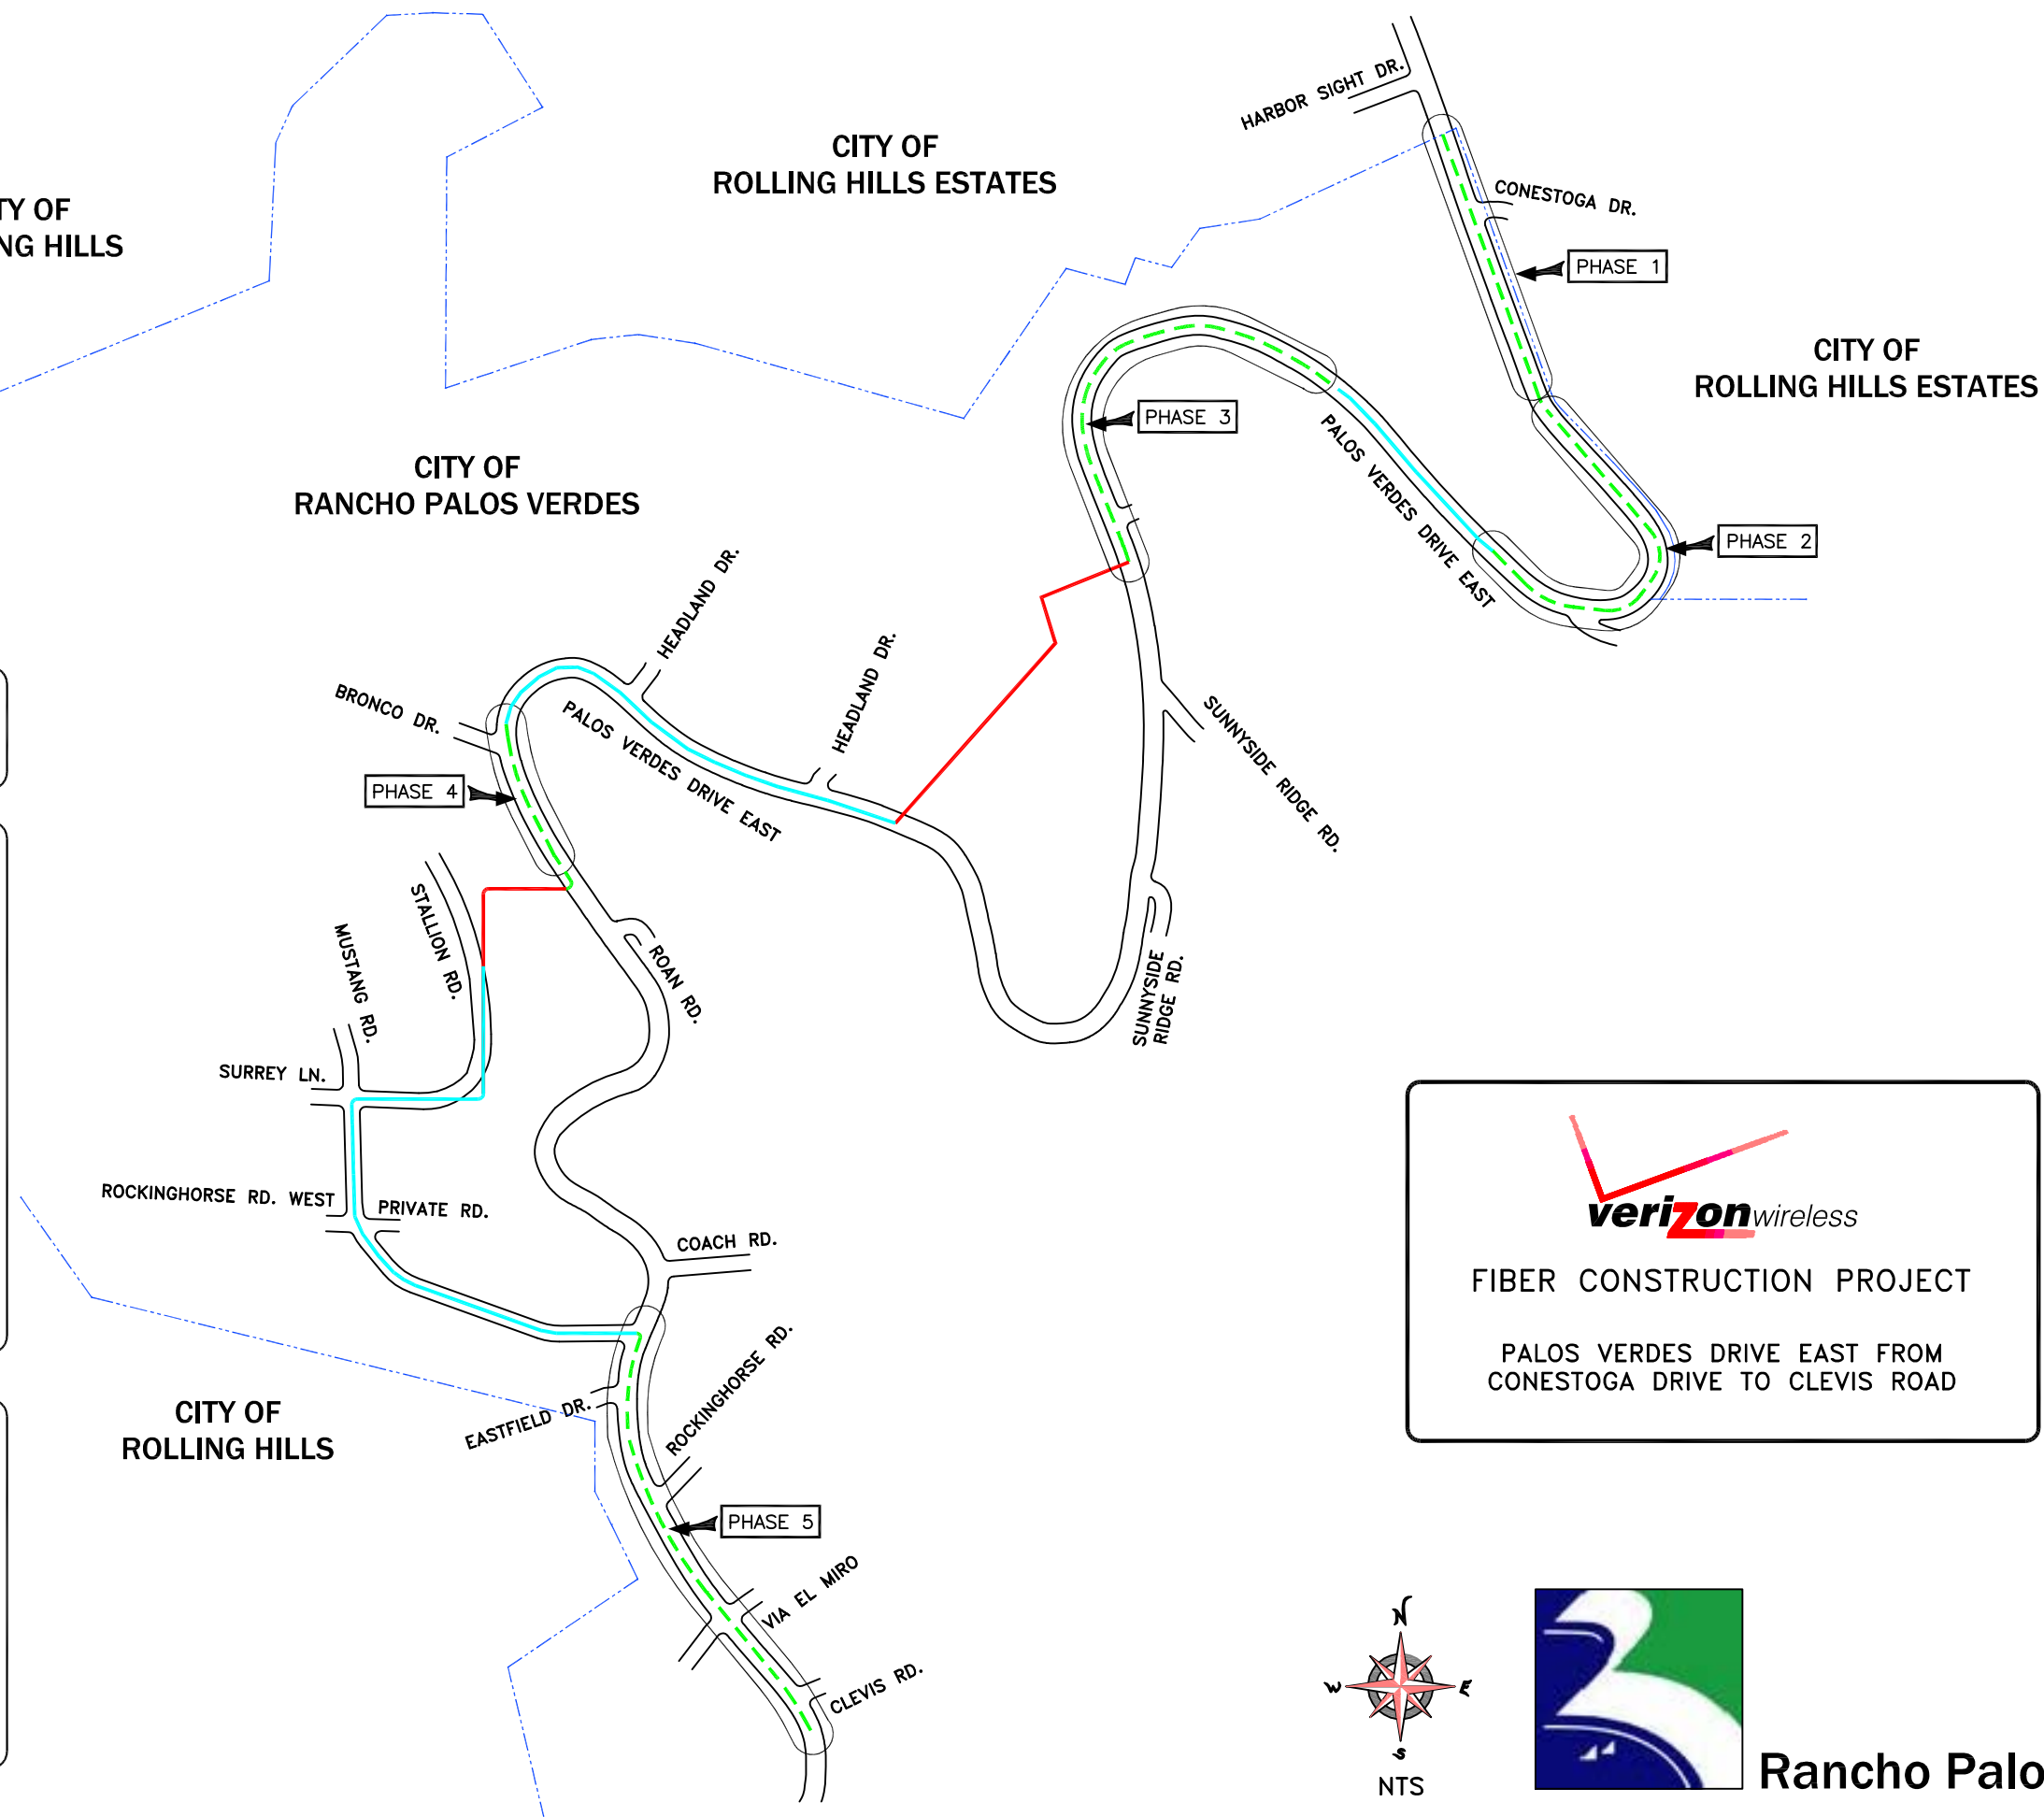 HARBOR SIGHT DR.
CITY OF
ROLLING HILLS ESTATES
CONESTOGA DR.
TY OF
NG HILLS
PHASE 1
CITY OF
ROLLING HILLS ESTATES
PHASE 3
PALOS VERDES DRIVE EAST
CITY OF
RANCHO PALOS VERDES
PHASE 2
HEADLAND DR.
HEADLAND DR.
BRONCO DR.
PALOS VERDES DRIVE EAST
SUNNYSIDE RIDGE RD.
PHASE 4
STALLION RD.
MUSTANG RD.
ROAN RD.
SUNNYSIDE
RIDGE RD.
SURREY LN.
ROCKINGHORSE RD. WEST
PRIVATE RD.
COACH RD.
verizon wireless
FIBER CONSTRUCTION PROJECT
PALOS VERDES DRIVE EAST FROM
CONESTOGA DRIVE TO CLEVIS ROAD
ROCKINGHORSE RD.
EASTFIELD DR.
CITY OF
ROLLING HILLS
PHASE 5
VIA EL MIRO
CLEVIS RD.
N
W E
S
NTS
Rancho Palo